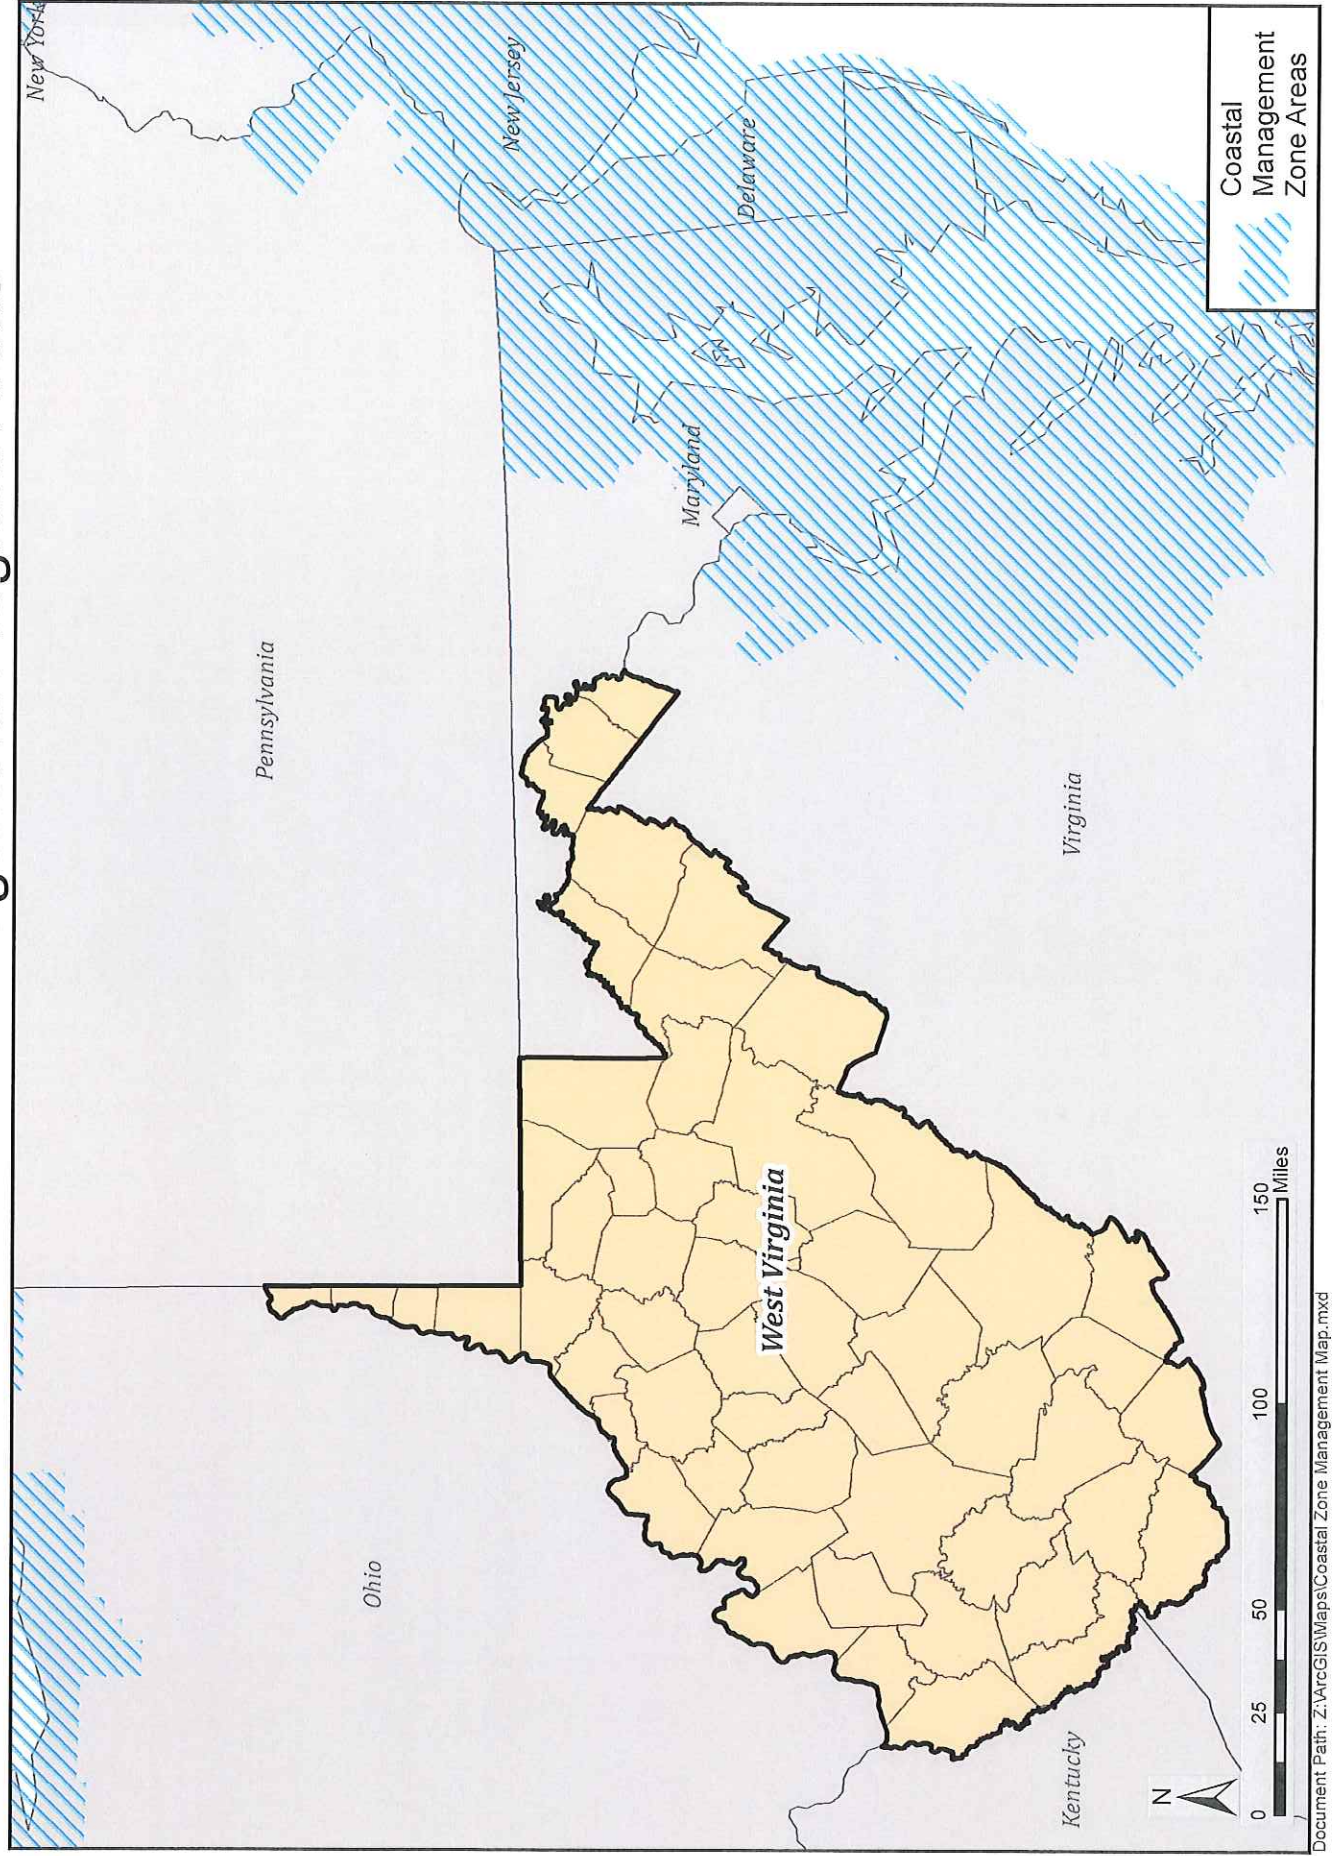 New York
Pennsylvania
New Jersey
Ohio
Maryland
Delaware
West Virginia
Virginia
Kentucky
N
0 25 50 100 150
Miles
Coastal
Management
Zone Areas
Document Path: Z:\ArcGIS\Maps\Coastal Zone Management Map.mxd